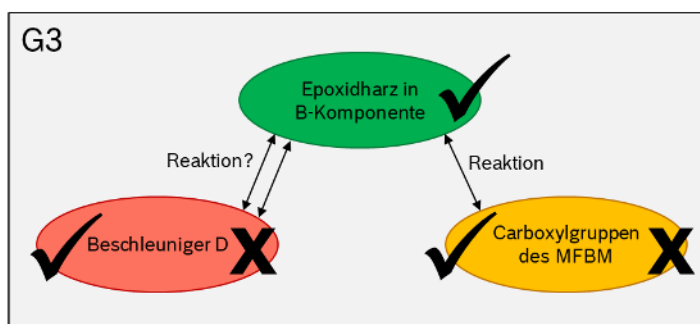 G3
Epoxidharz in
B-Komponente
Reaktion?
Reaktion
Beschleuniger D
Carboxylgruppen
des MFBM